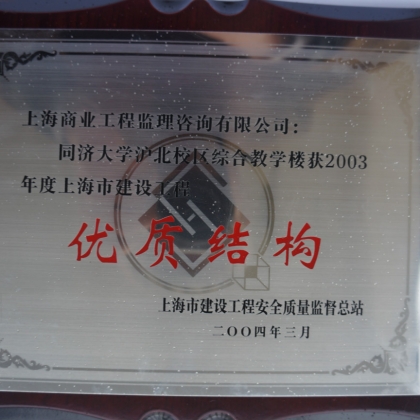 上海商业工程监理咨询有限公司：
同济大学沪北校区综合教学楼获2003
年度上海市建设工程
优质结构
上海市建设工程安全质量监督总站
二〇〇四年三月